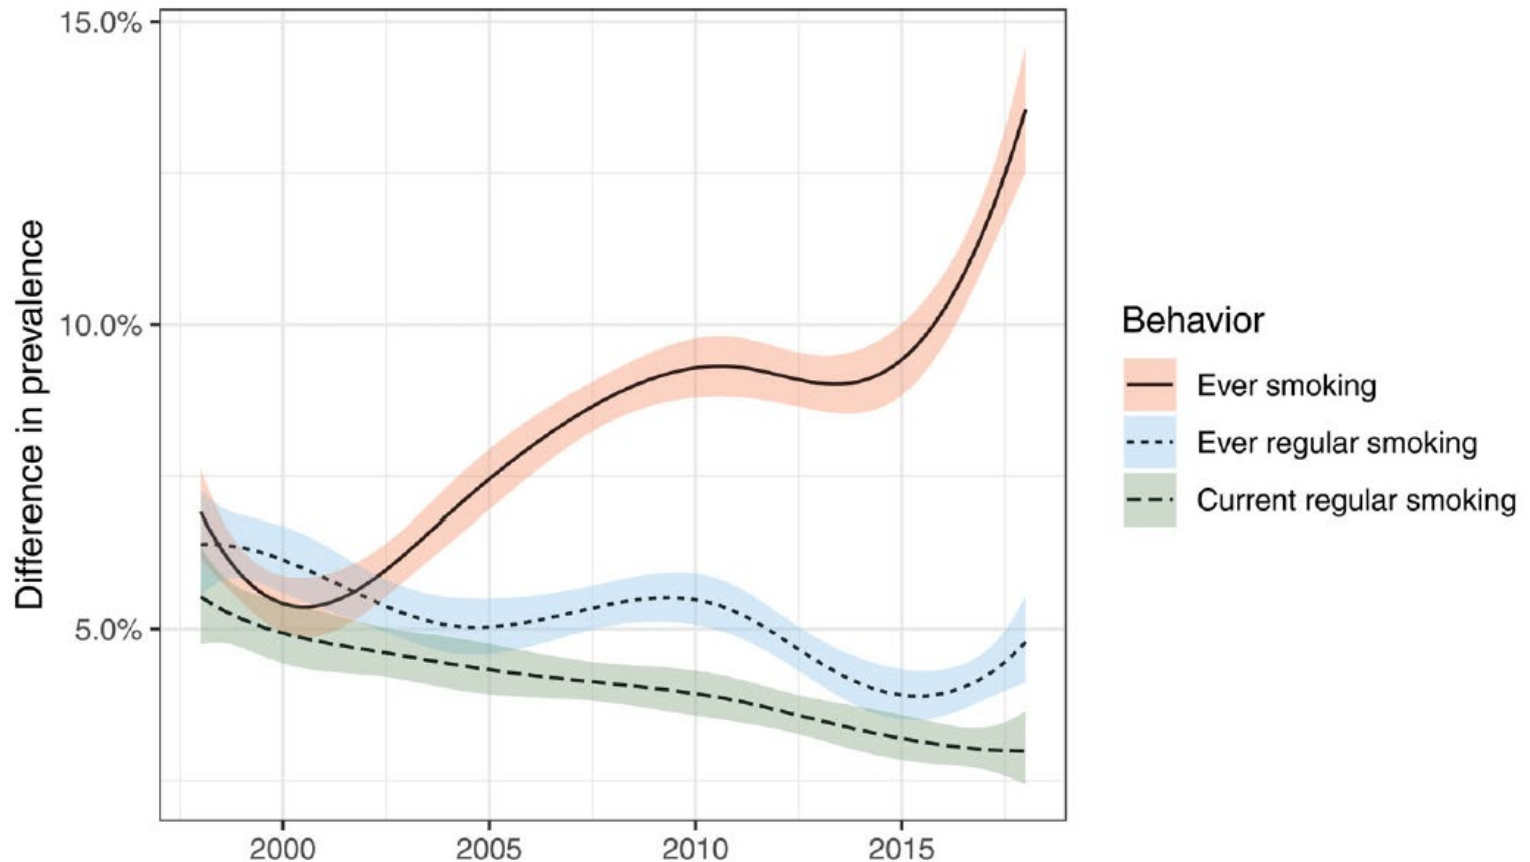 15.0%
10.0%
5.0%
Difference in prevalence
2000 2005 2010 2015
Behavior
Ever smoking
Ever regular smoking
Current regular smoking